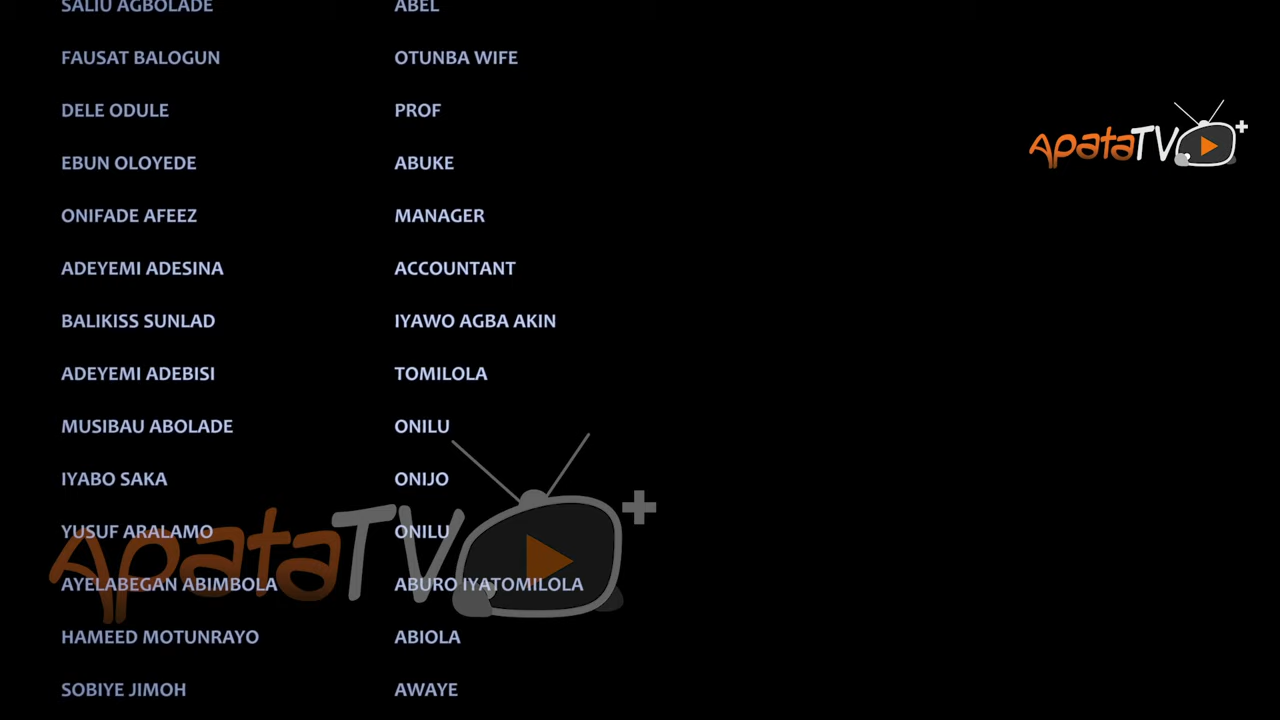 SALIU AGBOLADE ABEL
FAUSAT BALOGUN OTUNBA WIFE
DELE ODULE PROF
ApataTV+
EBUN OLOYEDE ABUKE
ONIFADE AFEEZ MANAGER
ADEYEMI ADESINA ACCOUNTANT
BALIKISS SUNLAD IYAWO AGBA AKIN
ADEYEMI ADEBISI TOMILOLA
MUSIBAU ABOLADE ONILU
IYABO SAKA ONIJO
YUSUF ARALAMO ONILU
ApataTV+
AYELABEGAN ABIMBOLA ABURO IYATOMILOLA
HAMEED MOTUNRAYO ABIOLA
SOBIYE JIMOH AWAYE